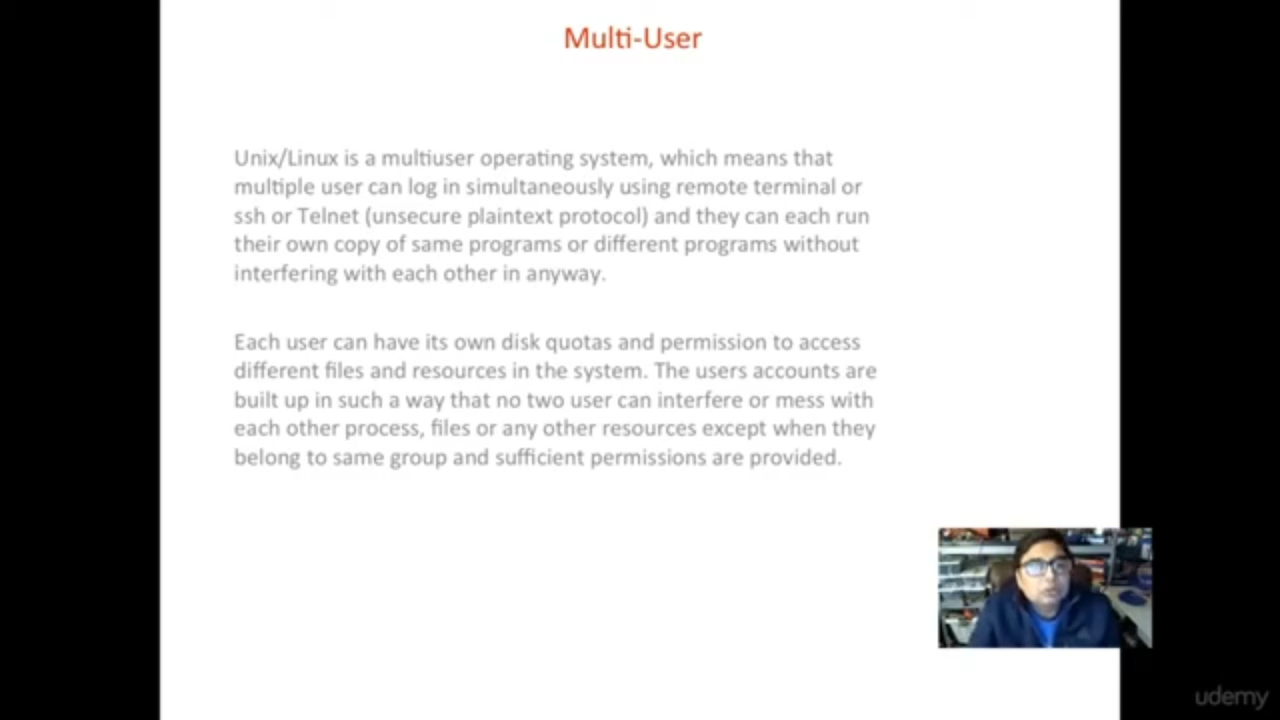 Multi-User
Unix/Linux is a multiuser operating system, which means that
multiple user can log in simultaneously using remote terminal or
ssh or Telnet (unsecure plaintext protocol) and they can each run
their own copy of same programs or different programs without
interfering with each other in anyway.
Each user can have its own disk quotas and permission to access
different files and resources in the system. The users accounts are
built up in such a way that no two user can interfere or mess with
each other process, files or any other resources except when they
belong to same group and sufficient permissions are provided.
udemy